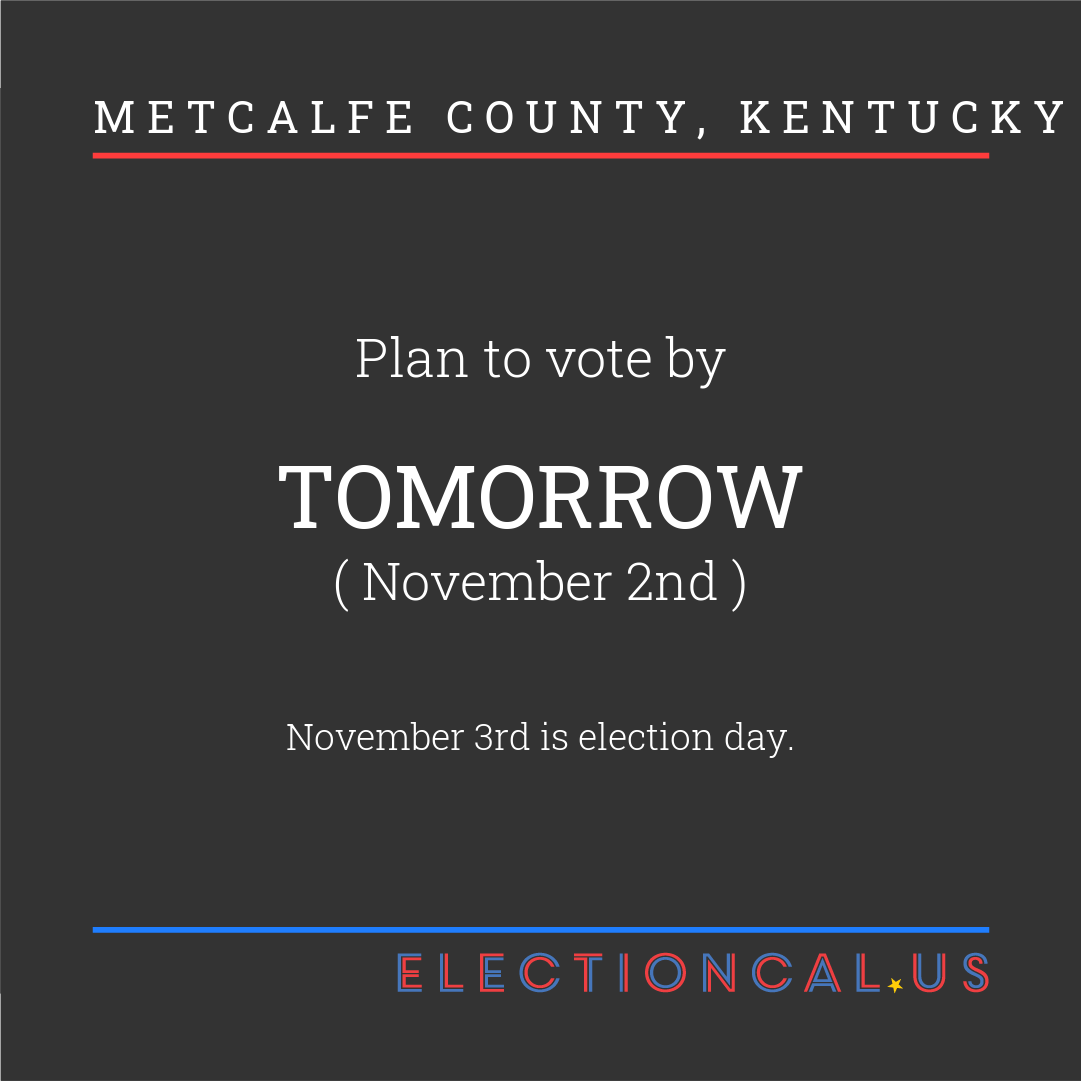 METCALFE COUNTY, KENTUCKY
Plan to vote by
TOMORROW
( November 2nd )
November 3rd is election day.
ELECTIONCAL.US